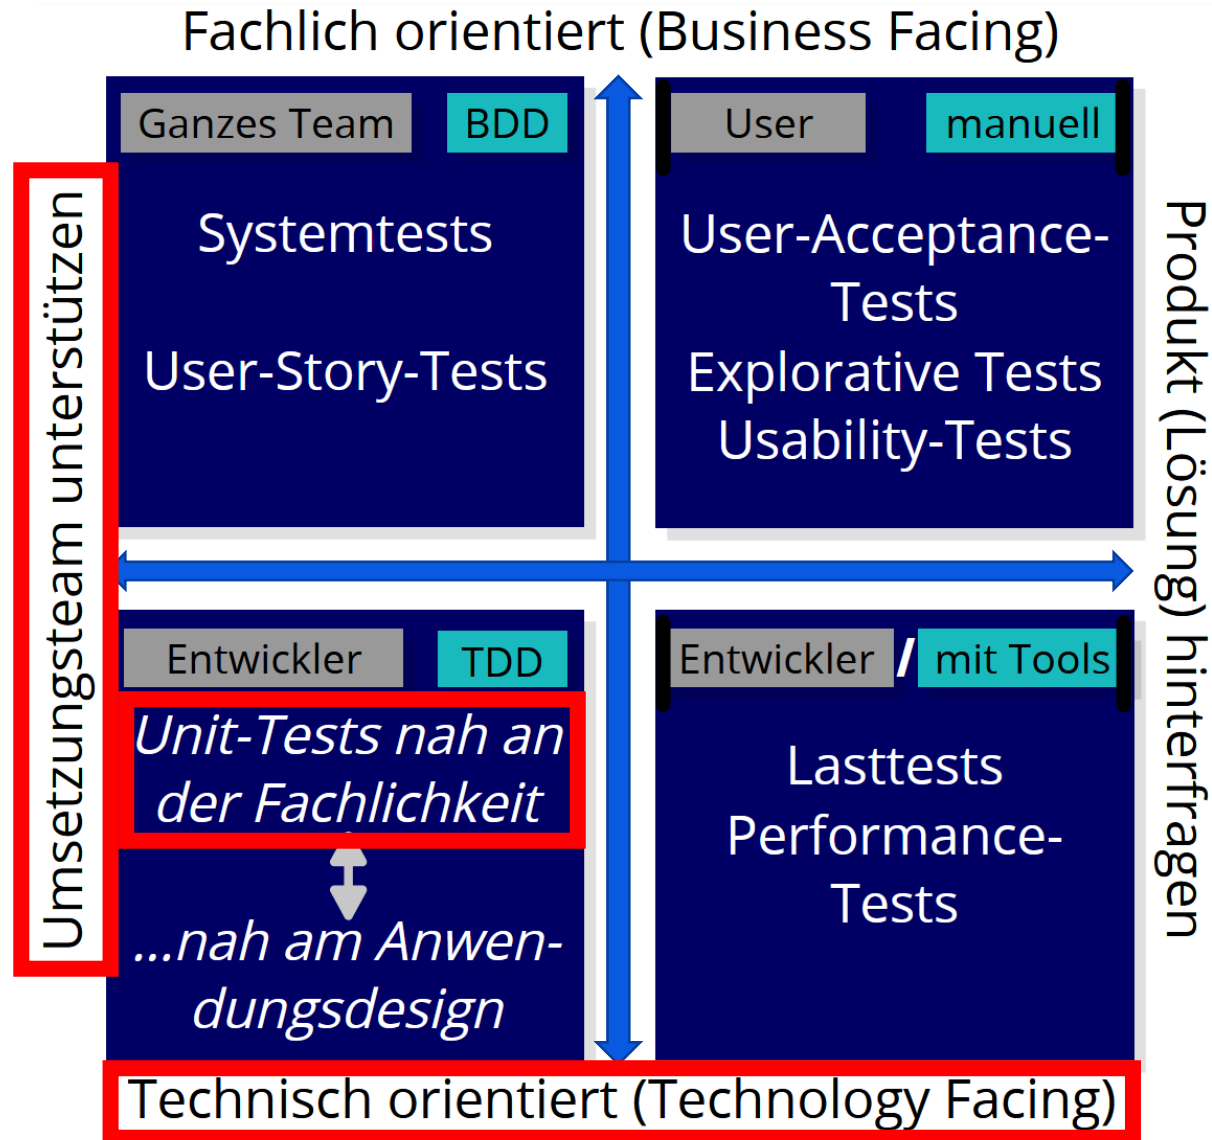 Fachlich orientiert (Business Facing)
Umsetzungsteam unterstützen
Ganzes Team BDD
Systemtests
User-Story-Tests
User manuell
User-Acceptance-
Tests
Explorative Tests
Usability-Tests
Produkt (Lösung) hinterfragen
Entwickler TDD
Unit-Tests nah an
der Fachlichkeit
...nah am Anwen-
dungsdesign
Entwickler / mit Tools
Lasttests
Performance-
Tests
Technisch orientiert (Technology Facing)